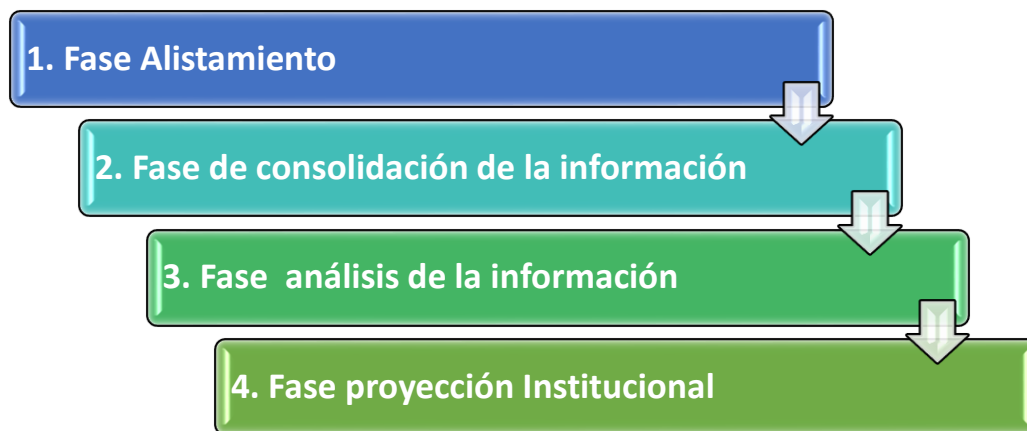 1. Fase Alistamiento
2. Fase de consolidación de la información
3. Fase análisis de la información
4. Fase proyección Institucional